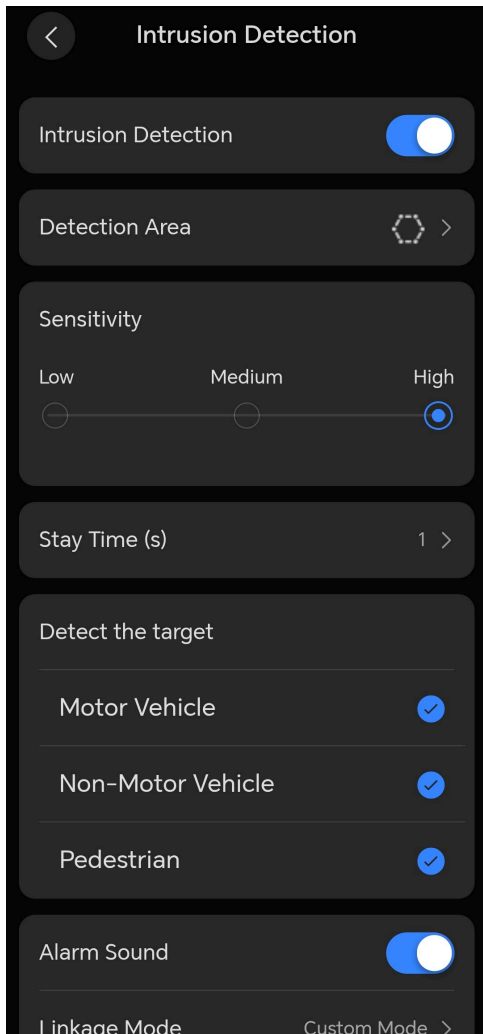 Intrusion Detection
Intrusion Detection
Detection Area
Sensitivity
Low Medium High
Stay Time (s) 1
Detect the target
Motor Vehicle
Non-Motor Vehicle
Pedestrian
Alarm Sound
Linkage Mode Custom Mode